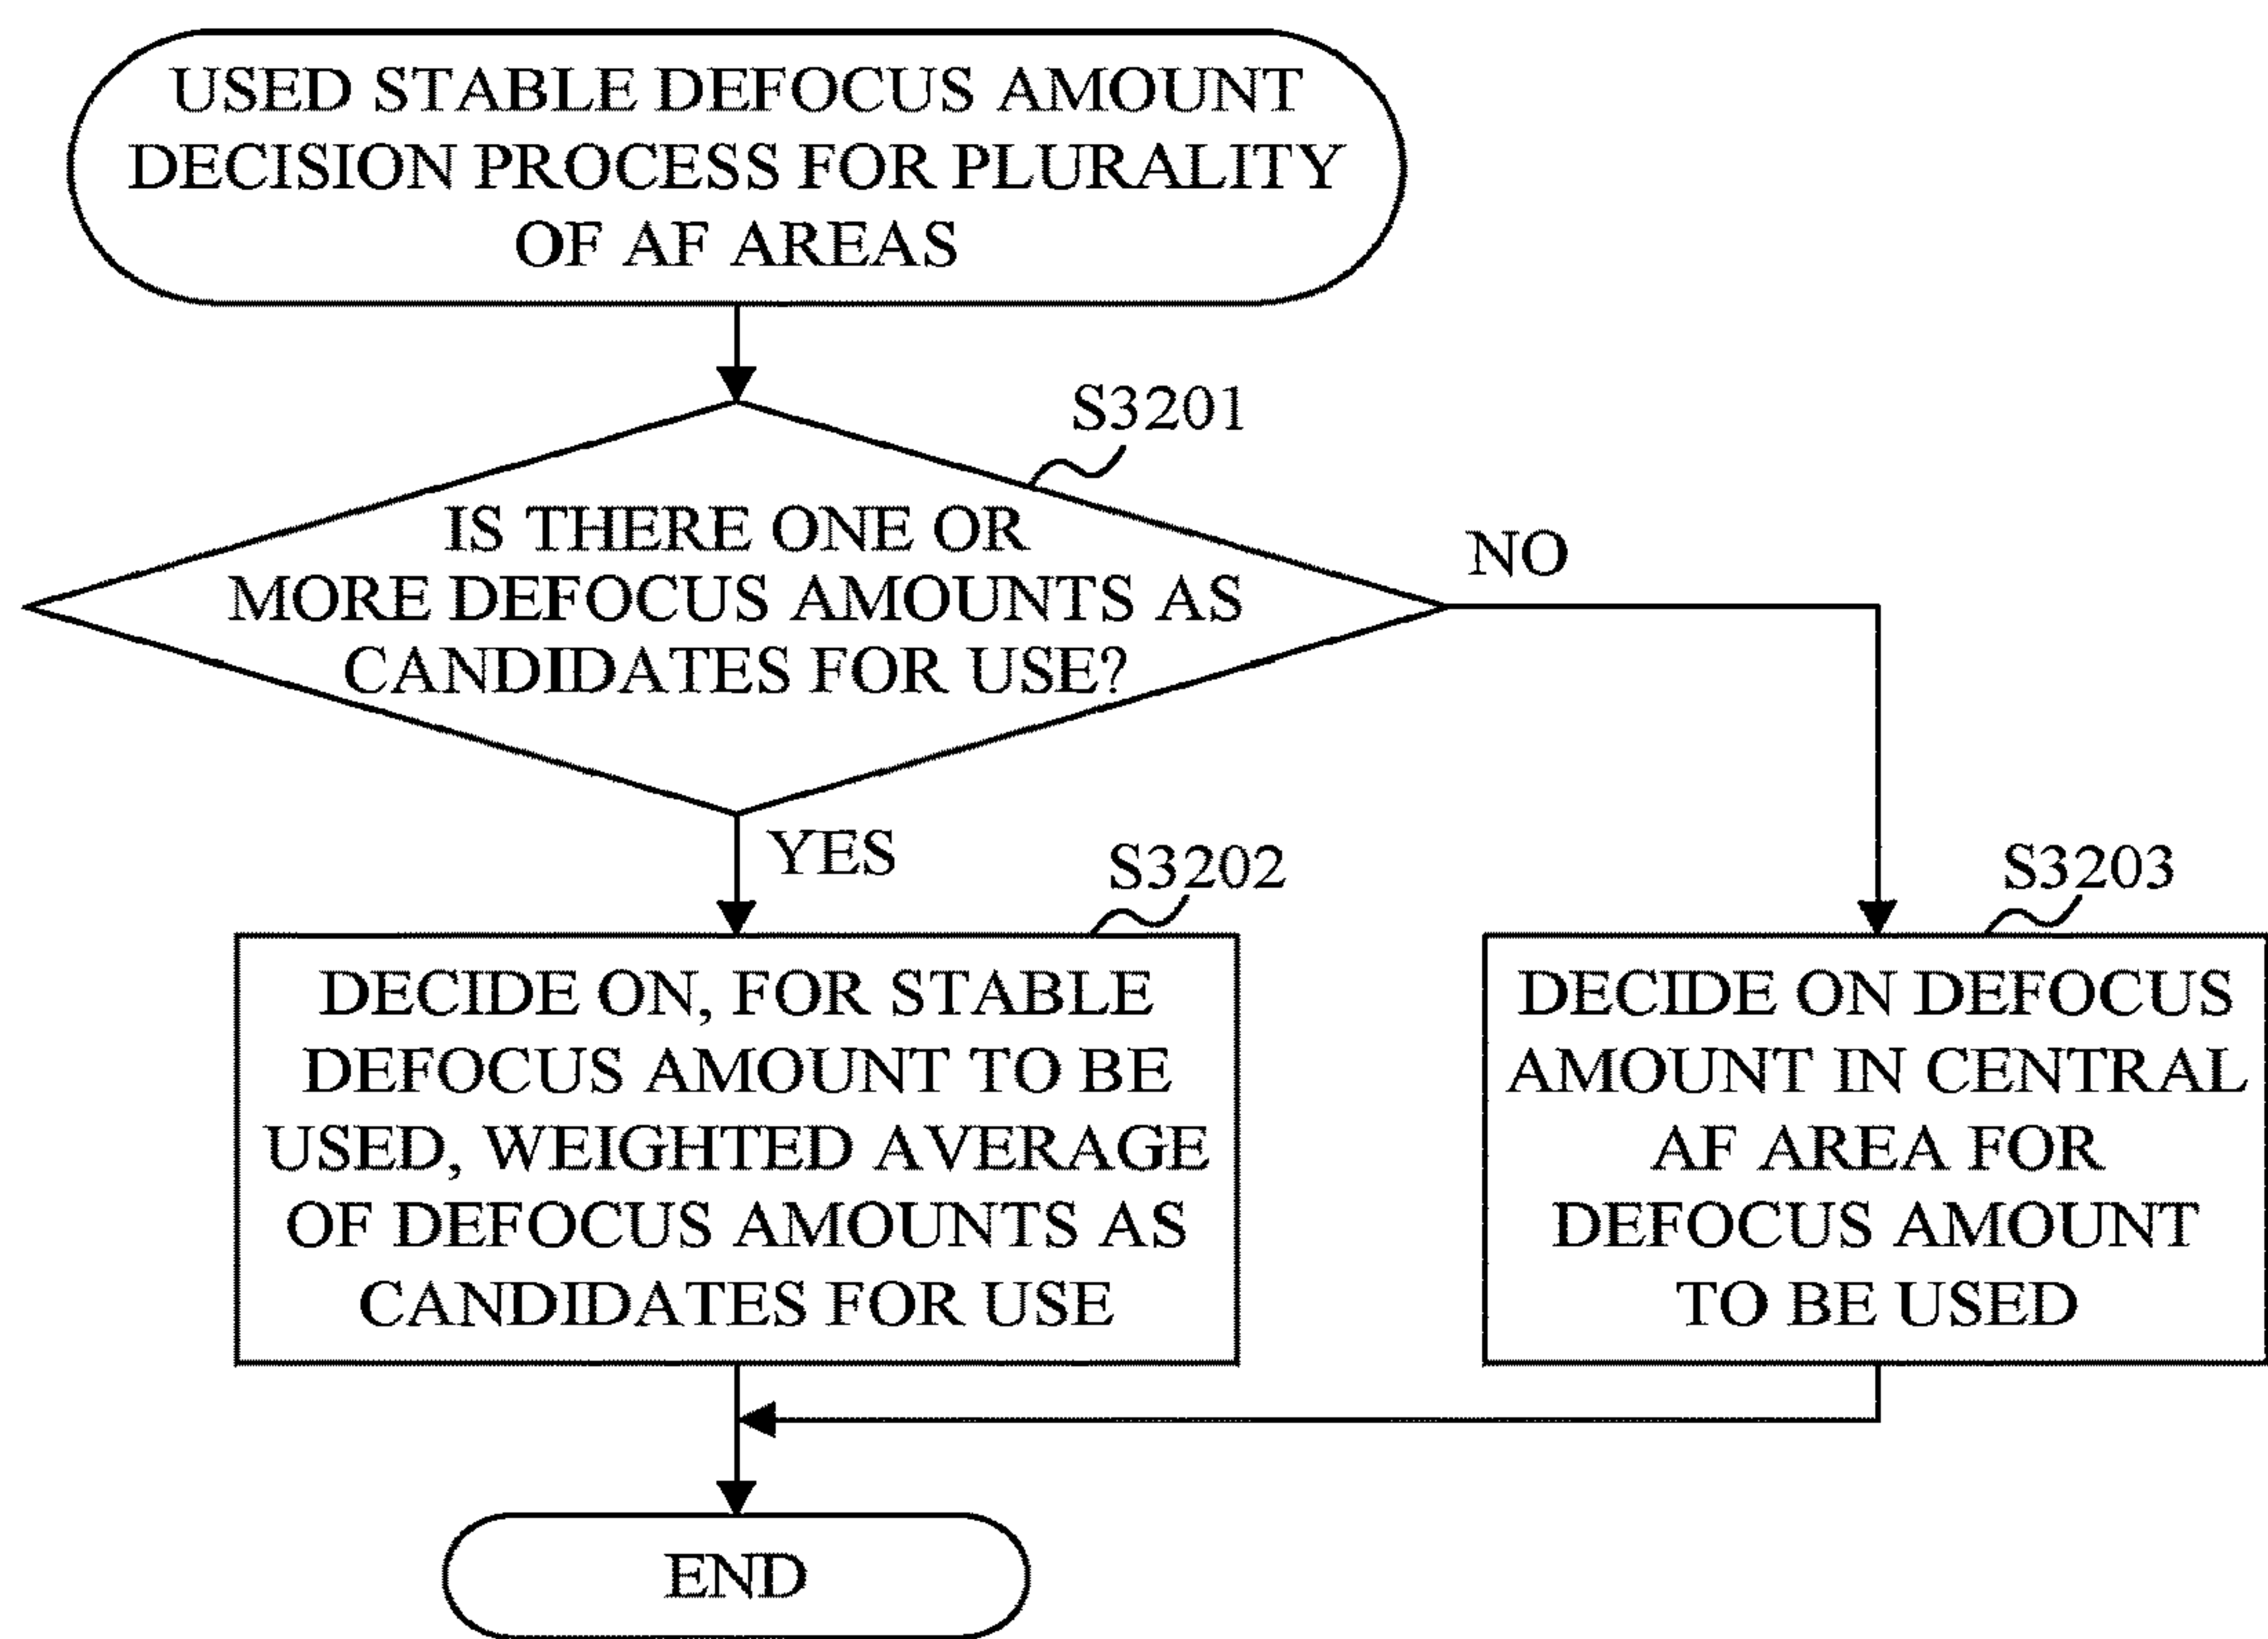 USED STABLE DEFOCUS AMOUNT
DECISION PROCESS FOR PLURALITY
OF AF AREAS
S3201
IS THERE ONE OR
MORE DEFOCUS AMOUNTS AS
CANDIDATES FOR USE?
NO
YES
S3202
DECIDE ON, FOR STABLE
DEFOCUS AMOUNT TO BE
USED, WEIGHTED AVERAGE
OF DEFOCUS AMOUNTS AS
CANDIDATES FOR USE
S3203
DECIDE ON DEFOCUS
AMOUNT IN CENTRAL
AF AREA FOR
DEFOCUS AMOUNT
TO BE USED
END